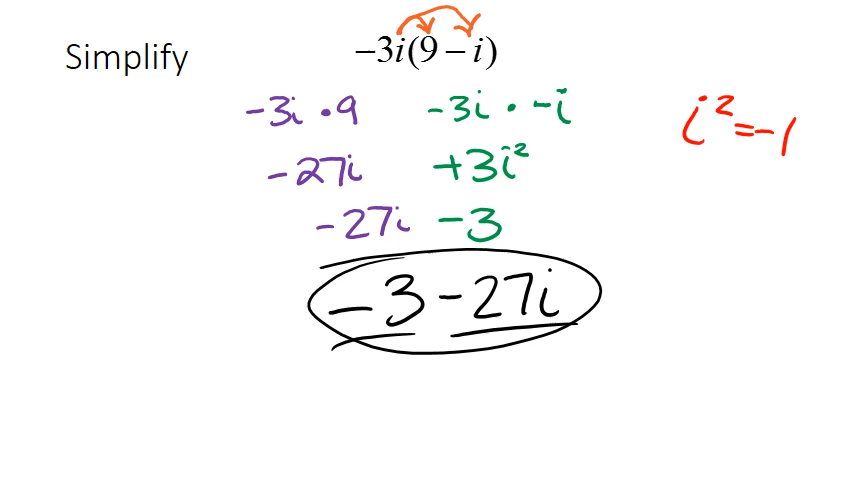 Simplify −3i(9 − i)
-3i • 9 -3i • -i
i² = -1
-27i +3i²
-27i -3
-3 - 27i